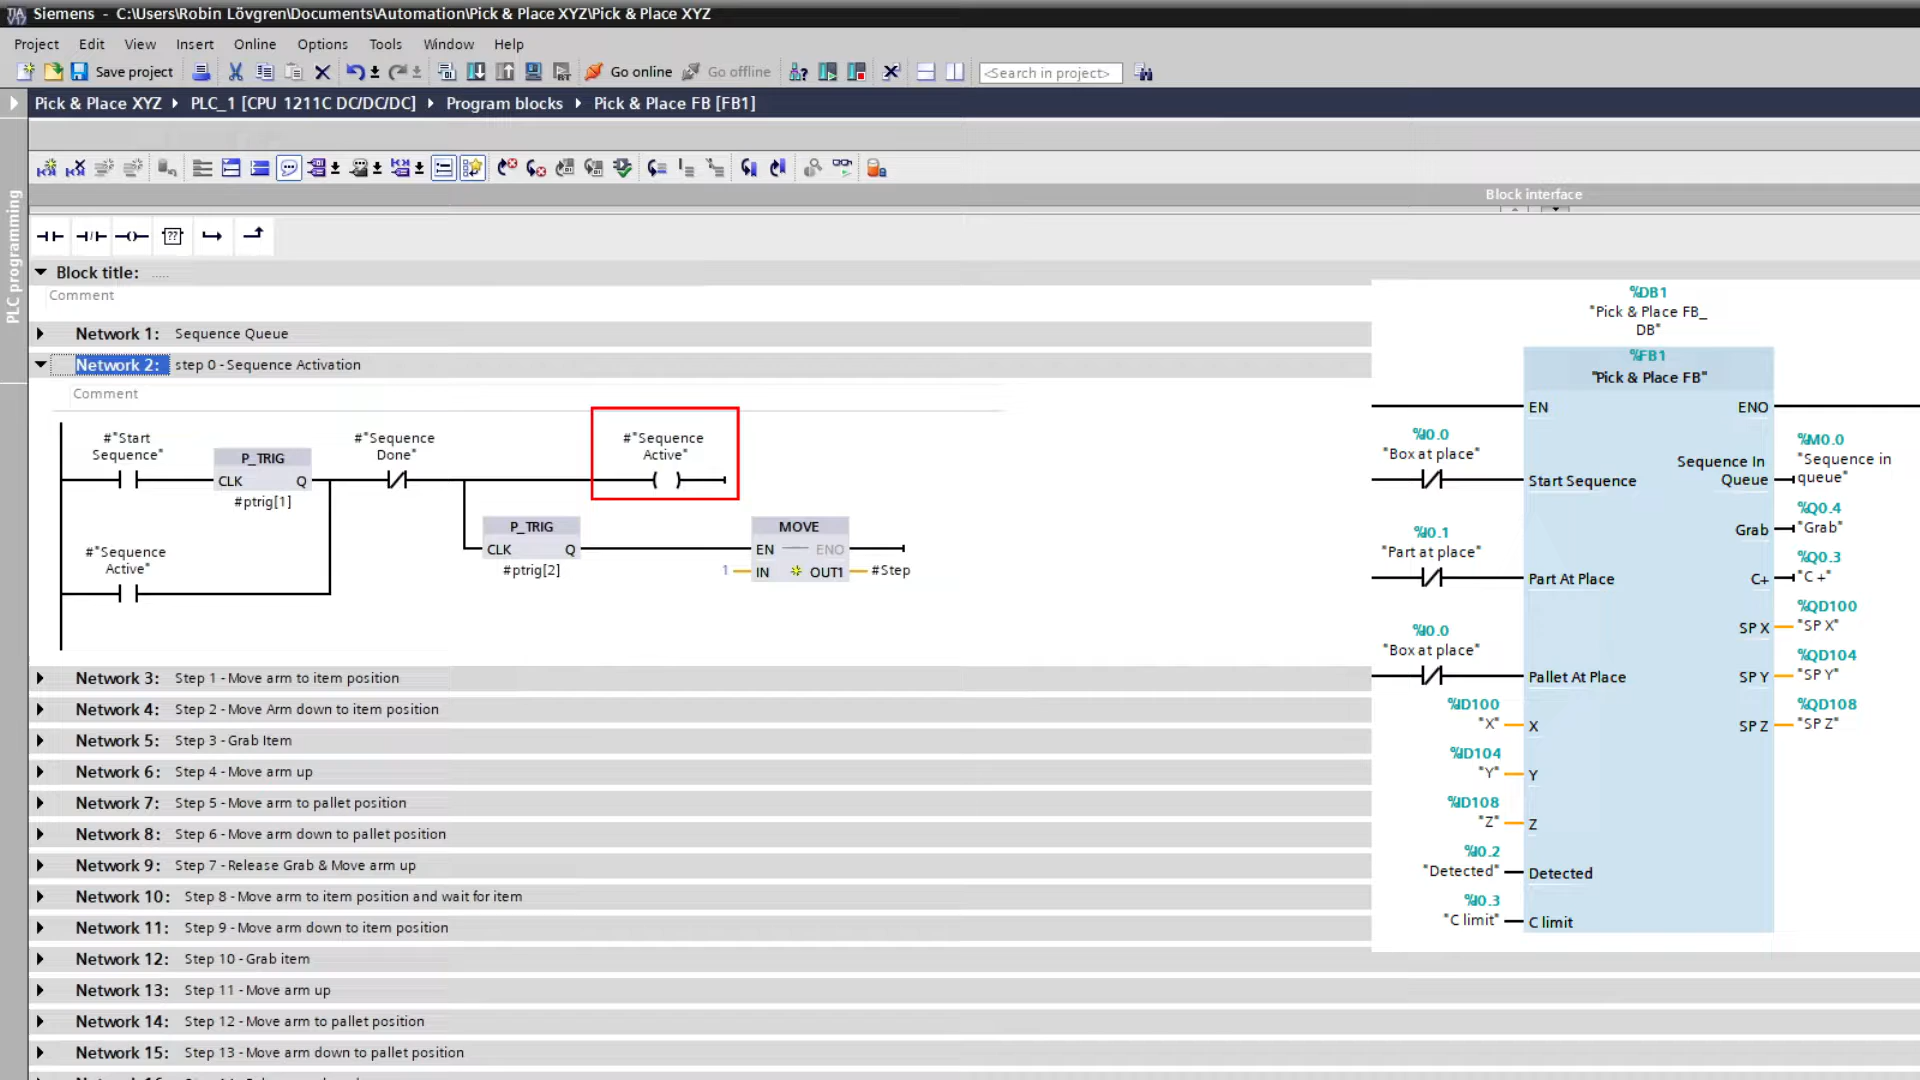 Siemens - C:\Users\Robin Lövgren\Documents\Automation\Pick & Place XYZ\Pick & Place XYZ
Project Edit View Insert Online Options Tools Window Help
Save project Go online Go offline <Search in project>
Pick & Place XYZ PLC_1 [CPU 1211C DC/DC/DC] Program blocks Pick & Place FB [FB1]
PLC programming
Block interface
??
Block title: .....
Comment
Network 1: Sequence Queue
Network 2: step 0 - Sequence Activation
Comment
#"Start
Sequence"
P_TRIG
CLK Q
#ptrig[1]
#"Sequence
Done"
#"Sequence
Active"
#"Sequence
Active"
P_TRIG
CLK Q
#ptrig[2]
MOVE
EN ENO
1 IN OUT1 #Step
Network 3: Step 1 - Move arm to item position
Network 4: Step 2 - Move Arm down to item position
Network 5: Step 3 - Grab Item
Network 6: Step 4 - Move arm up
Network 7: Step 5 - Move arm to pallet position
Network 8: Step 6 - Move arm down to pallet position
Network 9: Step 7 - Release Grab & Move arm up
Network 10: Step 8 - Move arm to item position and wait for item
Network 11: Step 9 - Move arm down to item position
Network 12: Step 10 - Grab item
Network 13: Step 11 - Move arm up
Network 14: Step 12 - Move arm to pallet position
Network 15: Step 13 - Move arm down to pallet position
%DB1
"Pick & Place FB_
DB"
%FB1
"Pick & Place FB"
EN ENO
%I0.0
"Box at place"
Start Sequence
%I0.1
"Part at place"
Part At Place
%I0.0
"Box at place"
Pallet At Place
%ID100
"X" X
%ID104
"Y" Y
%ID108
"Z" Z
%I0.2
"Detected" Detected
%I0.3
"C limit" C limit
Sequence In
Queue
%M0.0
"Sequence in
queue"
%Q0.4
Grab "Grab"
%Q0.3
C+ "C +"
%QD100
SP X "SP X"
%QD104
SP Y "SP Y"
%QD108
SP Z "SP Z"